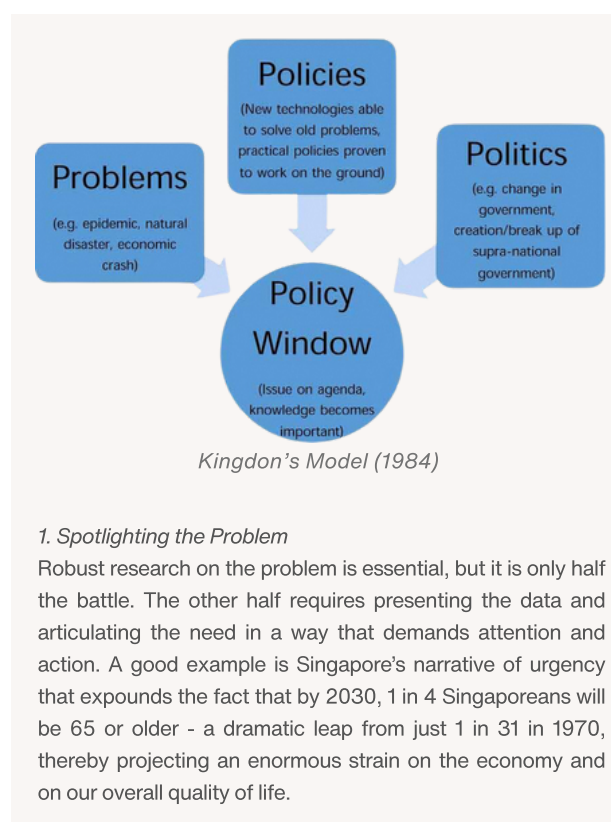 Policies
(New technologies able
to solve old problems,
practical policies proven
to work on the ground)
Problems
(e.g. epidemic, natural
disaster, economic
crash)
Politics
(e.g. change in
government,
creation/break up of
supra-national
government)
Policy
Window
(Issue on agenda,
knowledge becomes
important)
Kingdon's Model (1984)
1. Spotlighting the Problem
Robust research on the problem is essential, but it is only half
the battle. The other half requires presenting the data and
articulating the need in a way that demands attention and
action. A good example is Singapore's narrative of urgency
that expounds the fact that by 2030, 1 in 4 Singaporeans will
be 65 or older - a dramatic leap from just 1 in 31 in 1970,
thereby projecting an enormous strain on the economy and
on our overall quality of life.